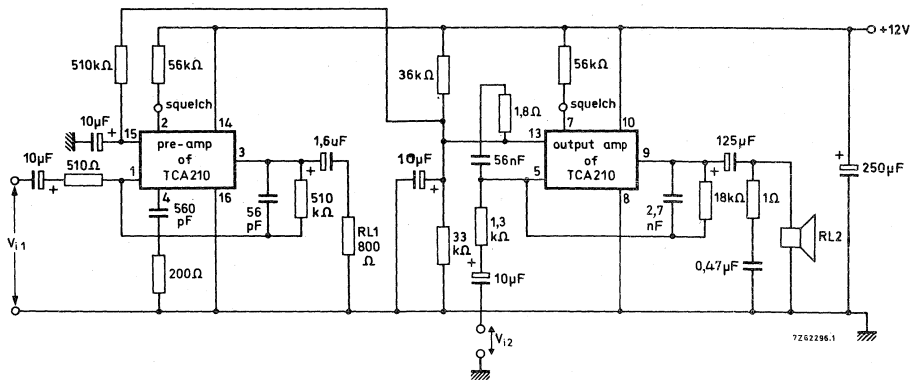 +12V
510kΩ
56kΩ
squelch
36kΩ
1,8Ω
56kΩ
squelch
10µF
+
15
2
14
pre-amp
of
TCA210
3
1
4
16
10µF
+
510Ω
1,6uF
+
560
pF
56
pF
510
kΩ
RL1
800
Ω
200Ω
Vi1
10µF
+
56nF
13
7
10
output amp
of
TCA210
9
5
8
125µF
+
1,3
kΩ
33
kΩ
+
10µF
2,7
nF
18kΩ
1Ω
0,47µF
RL2
+
250µF
Vi2
7Z62296.1